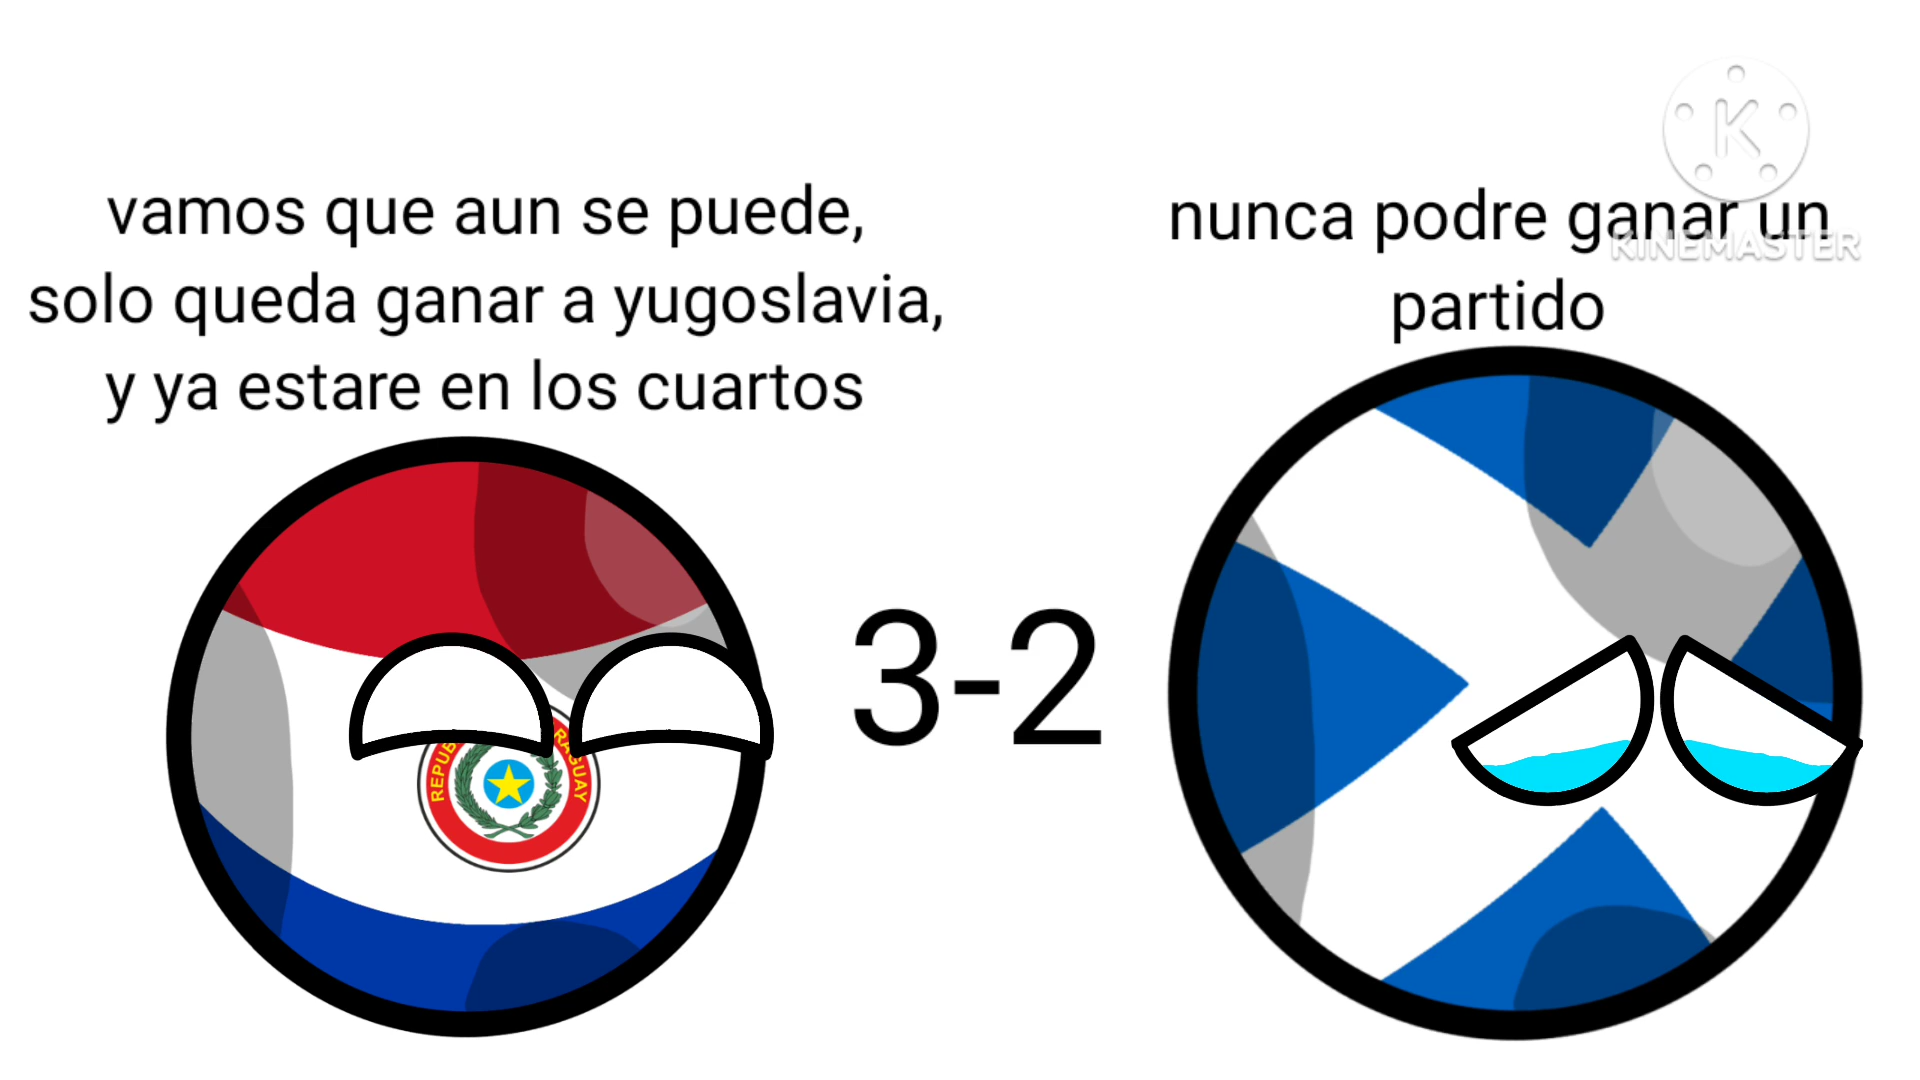 vamos que aun se puede,
solo queda ganar a yugoslavia,
y ya estare en los cuartos
nunca podre ganar un
partido
K
KINEMASTER
3-2